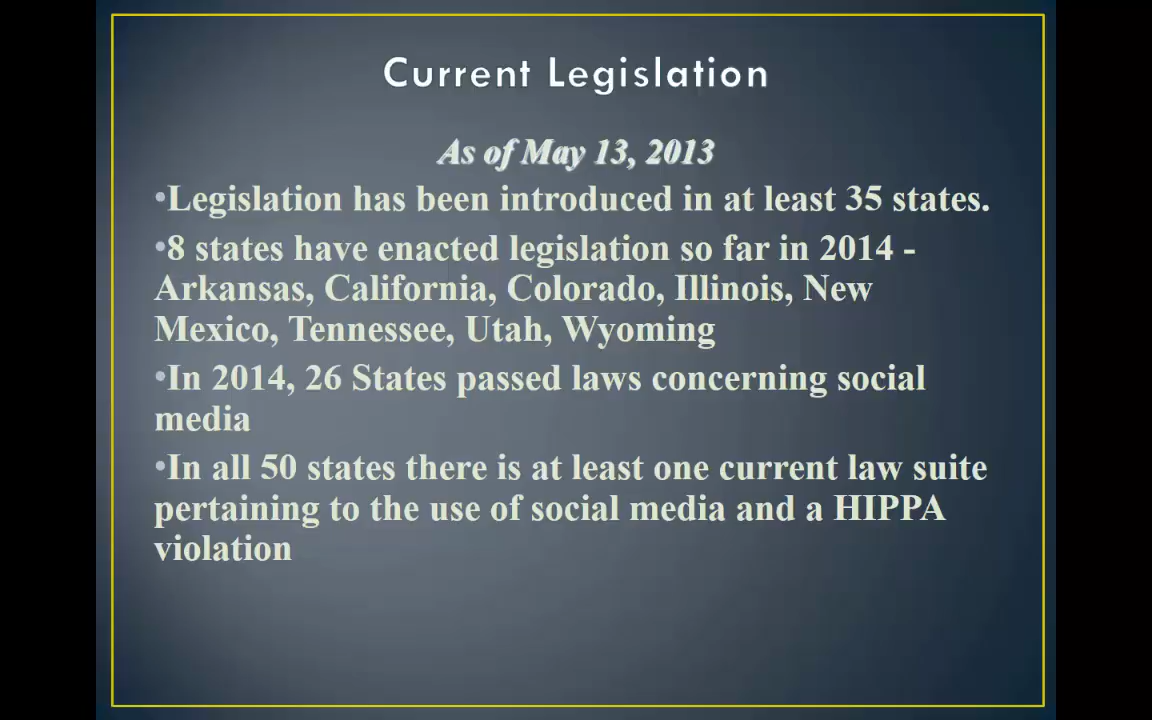 Current Legislation
As of May 13, 2013
•Legislation has been introduced in at least 35 states.
•8 states have enacted legislation so far in 2014 -
Arkansas, California, Colorado, Illinois, New
Mexico, Tennessee, Utah, Wyoming
•In 2014, 26 States passed laws concerning social
media
•In all 50 states there is at least one current law suite
pertaining to the use of social media and a HIPPA
violation